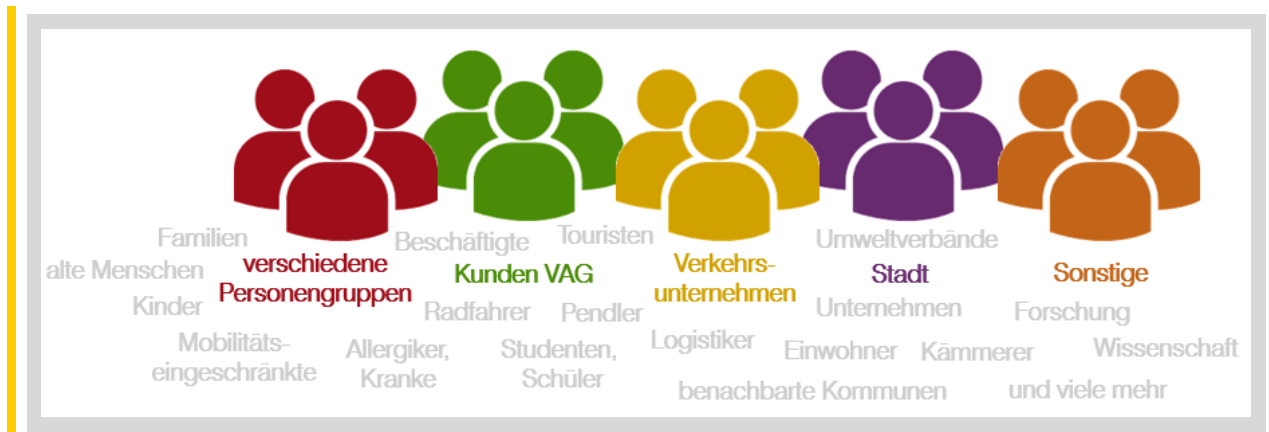 Familien
Beschäftigte
Touristen
Umweltverbände
alte Menschen
verschiedene
Personengruppen
Kunden VAG
Verkehrs-
unternehmen
Stadt
Sonstige
Kinder
Radfahrer
Pendler
Unternehmen
Forschung
Mobilitäts-
eingeschränkte
Allergiker,
Kranke
Studenten,
Schüler
Logistiker
Einwohner
Kämmerer
Wissenschaft
benachbarte Kommunen
und viele mehr